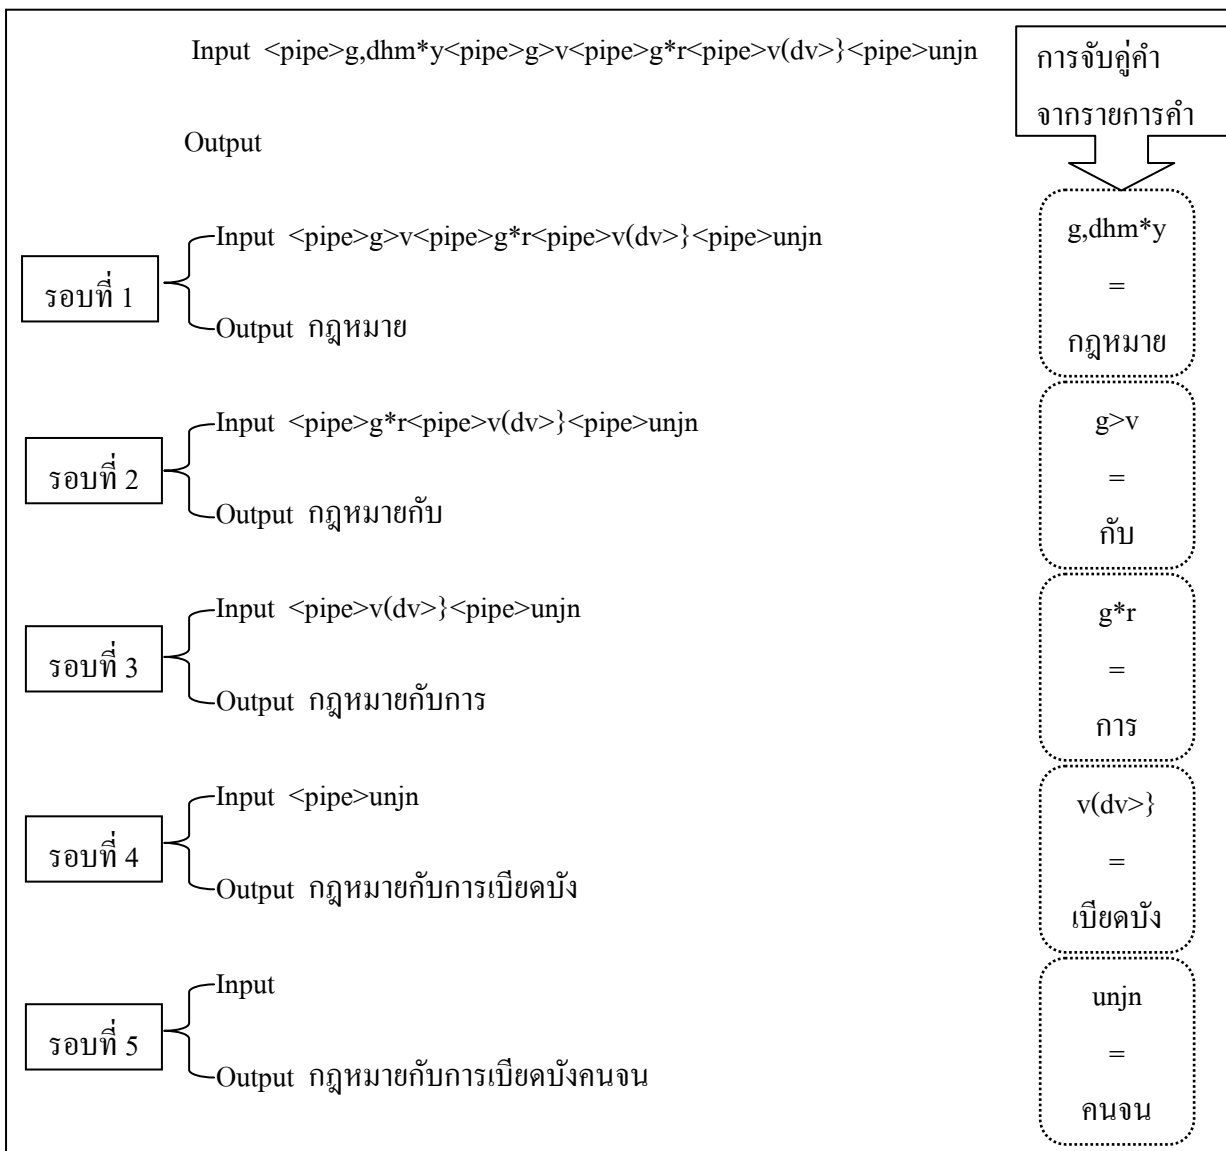 Input <pipe>g,dhm*y<pipe>g>v<pipe>g*r<pipe>v(dv>}<pipe>unjn
การจับคู่คำ
จากรายการคำ
Output
รอบที่ 1
Input <pipe>g>v<pipe>g*r<pipe>v(dv>}<pipe>unjn
Output กฎหมาย
g,dhm*y
=
กฎหมาย
รอบที่ 2
Input <pipe>g*r<pipe>v(dv>}<pipe>unjn
Output กฎหมายกับ
g>v
=
กับ
รอบที่ 3
Input <pipe>v(dv>}<pipe>unjn
Output กฎหมายกับการ
g*r
=
การ
รอบที่ 4
Input <pipe>unjn
Output กฎหมายกับการเบียดบัง
v(dv>}
=
เบียดบัง
รอบที่ 5
Input
Output กฎหมายกับการเบียดบังคนจน
unjn
=
คนจน